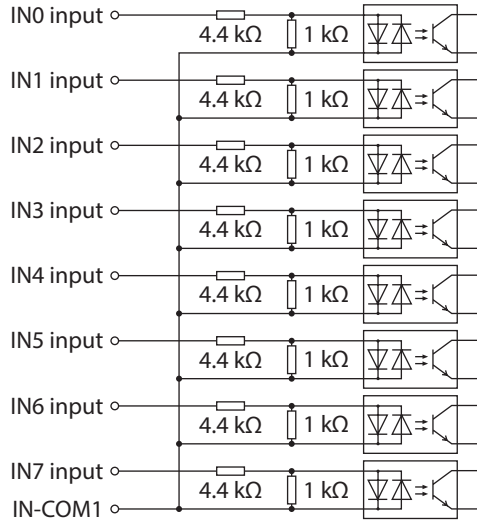 IN0 input
4.4 kΩ 1 kΩ
IN1 input
4.4 kΩ 1 kΩ
IN2 input
4.4 kΩ 1 kΩ
IN3 input
4.4 kΩ 1 kΩ
IN4 input
4.4 kΩ 1 kΩ
IN5 input
4.4 kΩ 1 kΩ
IN6 input
4.4 kΩ 1 kΩ
IN7 input
4.4 kΩ 1 kΩ
IN-COM1